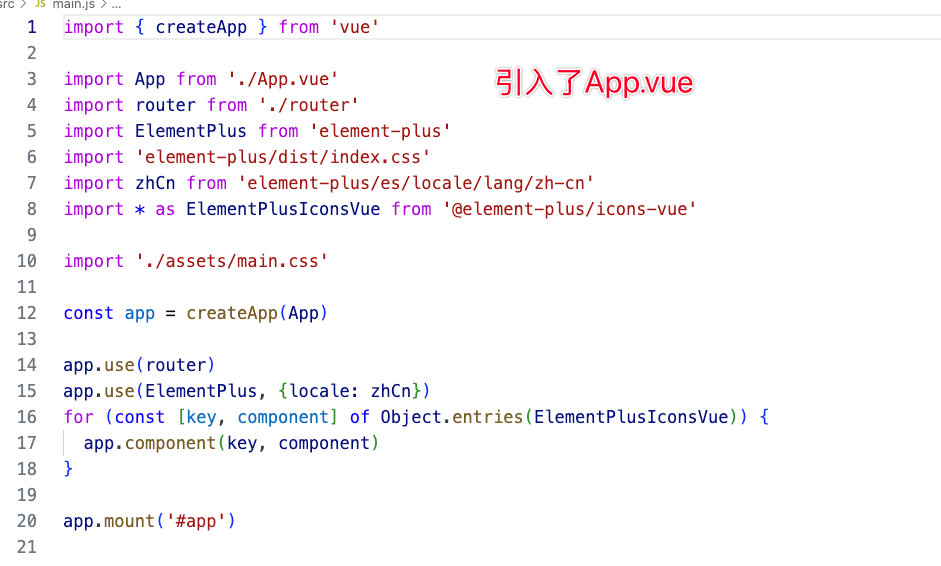 src > JS main.js > ...
1 import { createApp } from 'vue'
2
3 import App from './App.vue'
引入了App.vue
4 import router from './router'
5 import ElementPlus from 'element-plus'
6 import 'element-plus/dist/index.css'
7 import zhCn from 'element-plus/es/locale/lang/zh-cn'
8 import * as ElementPlusIconsVue from '@element-plus/icons-vue'
9
10 import './assets/main.css'
11
12 const app = createApp(App)
13
14 app.use(router)
15 app.use(ElementPlus, {locale: zhCn})
16 for (const [key, component] of Object.entries(ElementPlusIconsVue)) {
17 app.component(key, component)
18 }
19
20 app.mount('#app')
21